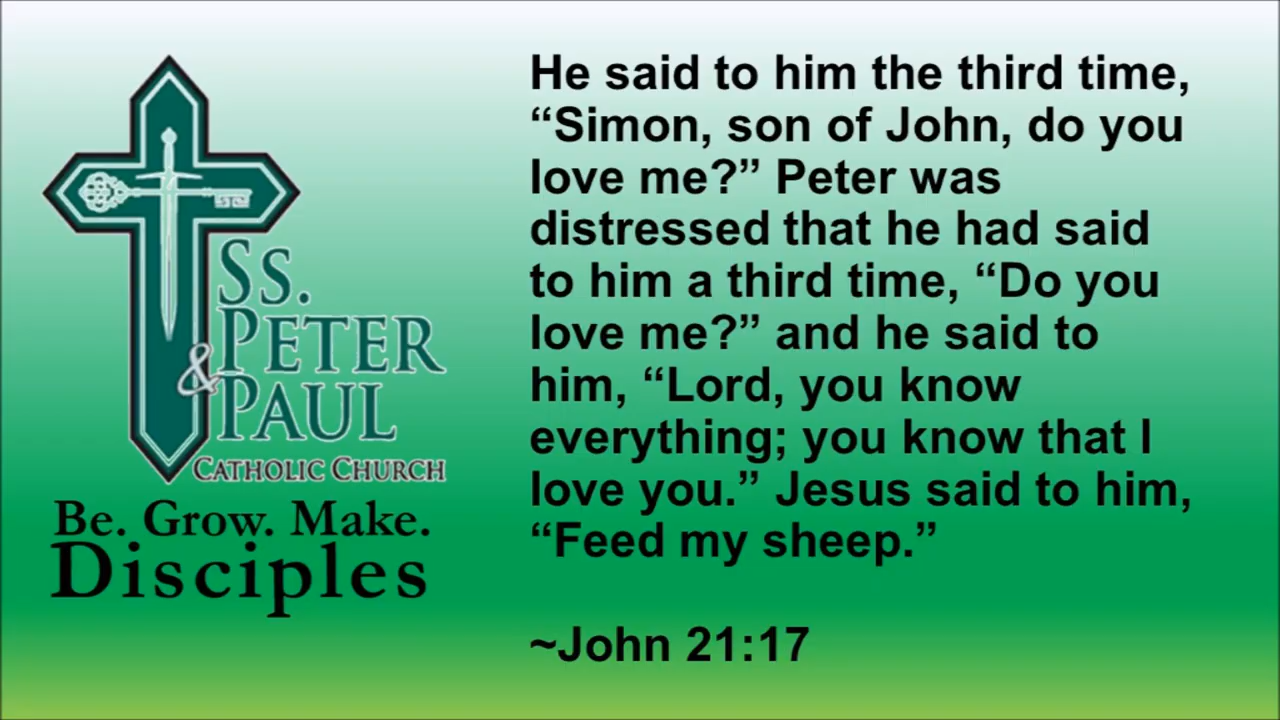 Ss.
Peter
& Paul
Catholic Church
Be. Grow. Make.
Disciples
He said to him the third time,
“Simon, son of John, do you
love me?” Peter was
distressed that he had said
to him a third time, “Do you
love me?” and he said to
him, “Lord, you know
everything; you know that I
love you.” Jesus said to him,
“Feed my sheep.”
~John 21:17